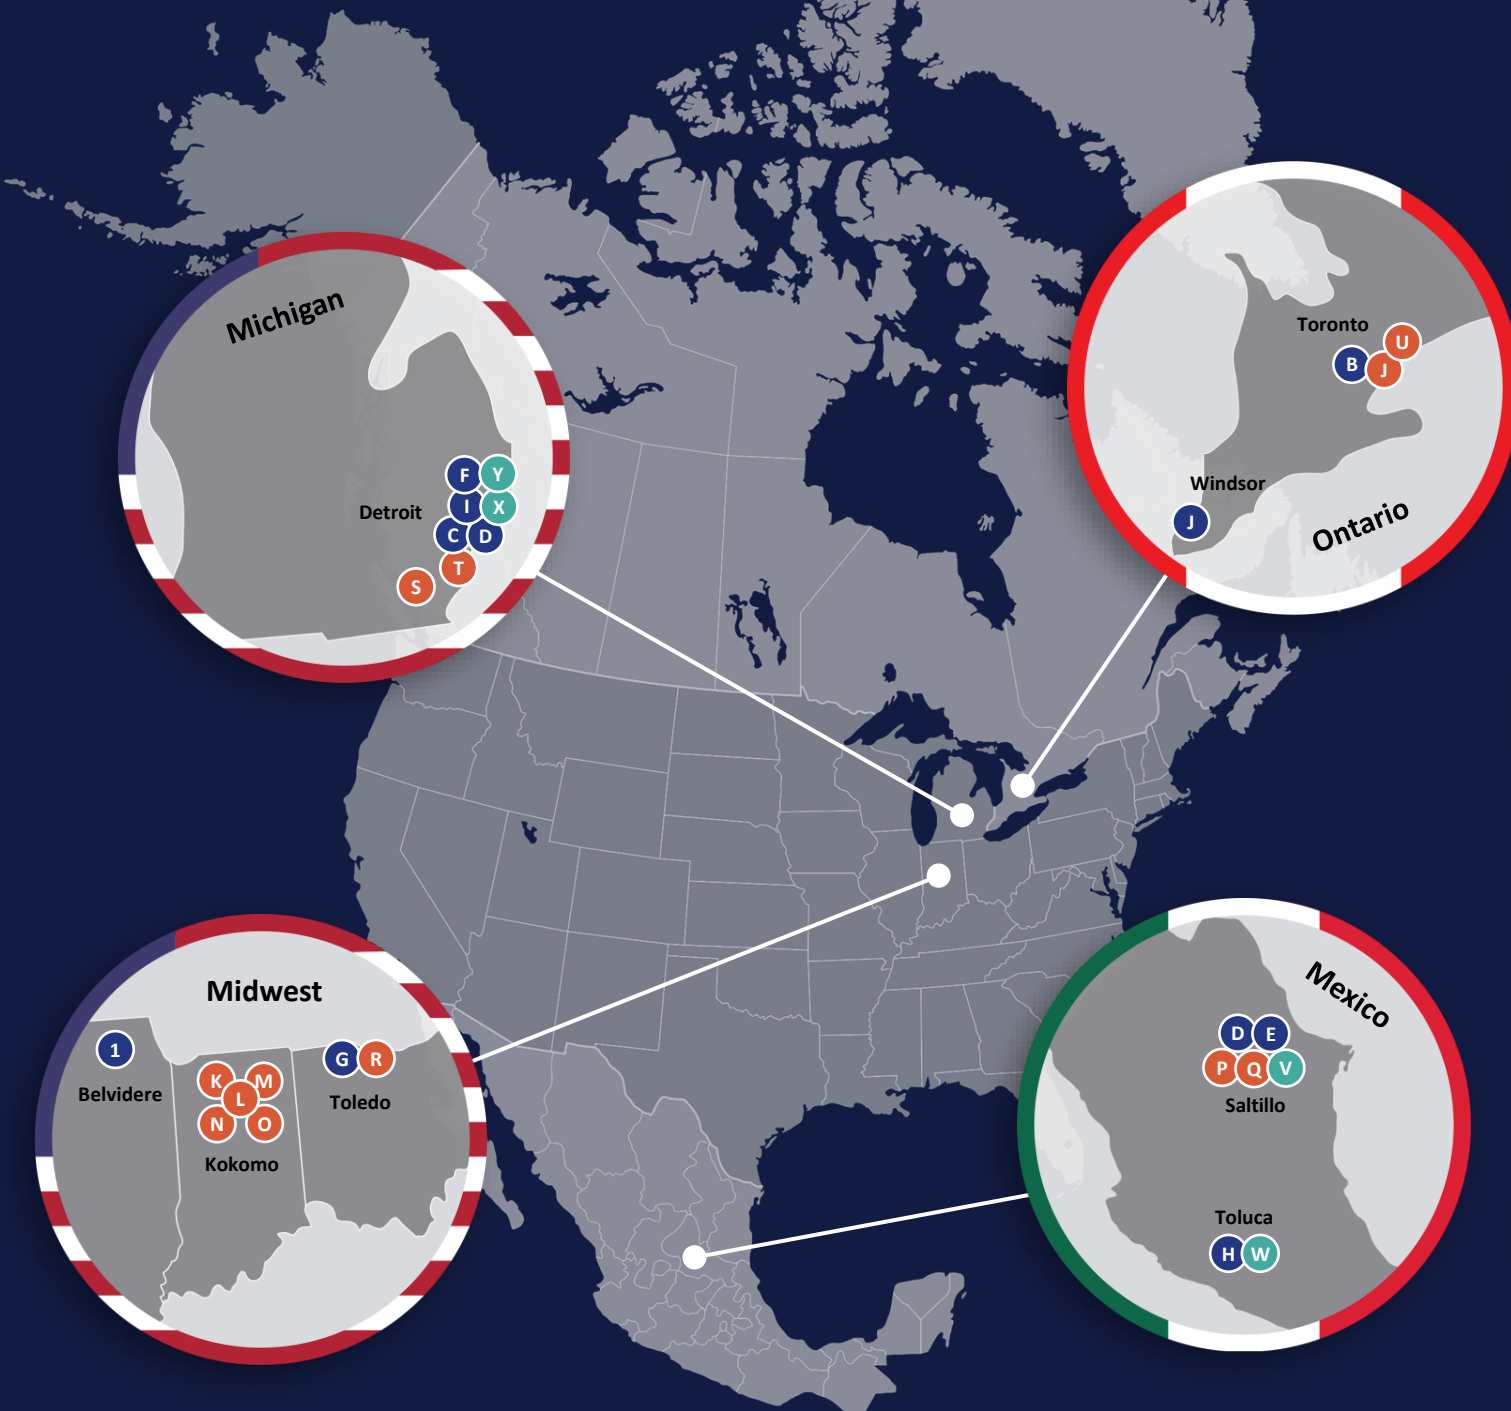 Michigan
F Y
I X
Detroit
C D
T
S
Toronto
U
B J
Windsor
J
Ontario
Midwest
1
Belvidere
K M
L
N O
Kokomo
G R
Toledo
Mexico
D E
P Q V
Saltillo
Toluca
H W